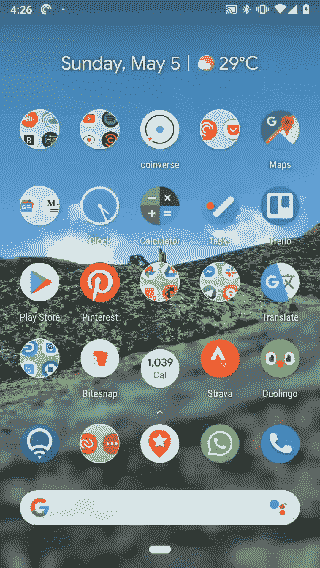 4:26
Sunday, May 5 | 29°C
coinverse Maps
M
Clock Calculator Tasks Trello
Play Store Pinterest Translate
1,039
Cal
Bitesnap Strava Duolingo